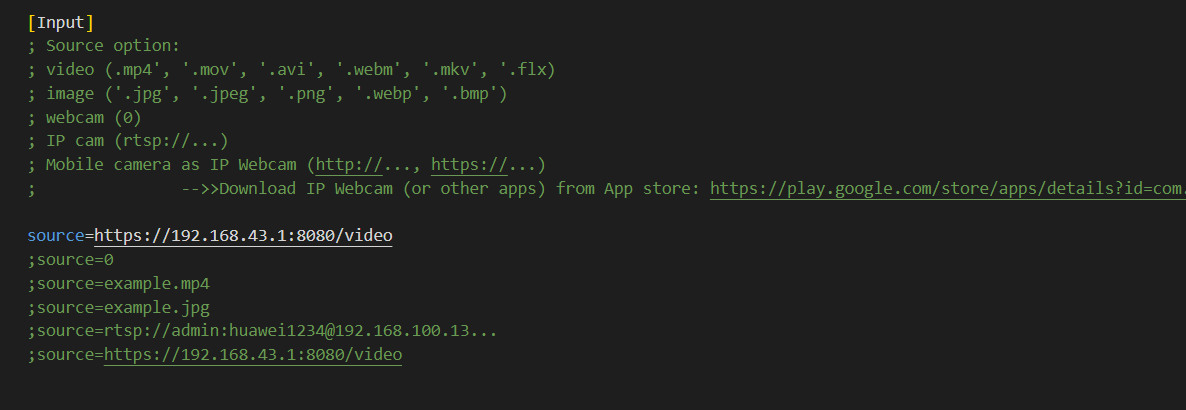 [Input]
; Source option:
; video (.mp4', '.mov', '.avi', '.webm', '.mkv', '.flx)
; image ('.jpg', '.jpeg', '.png', '.webp', '.bmp')
; webcam (0)
; IP cam (rtsp://...)
; Mobile camera as IP Webcam (http://..., https://...)
;               -->>Download IP Webcam (or other apps) from App store: https://play.google.com/store/apps/details?id=com.
source=https://192.168.43.1:8080/video
;source=0
;source=example.mp4
;source=example.jpg
;source=rtsp://admin:huawei1234@192.168.100.13...
;source=https://192.168.43.1:8080/video